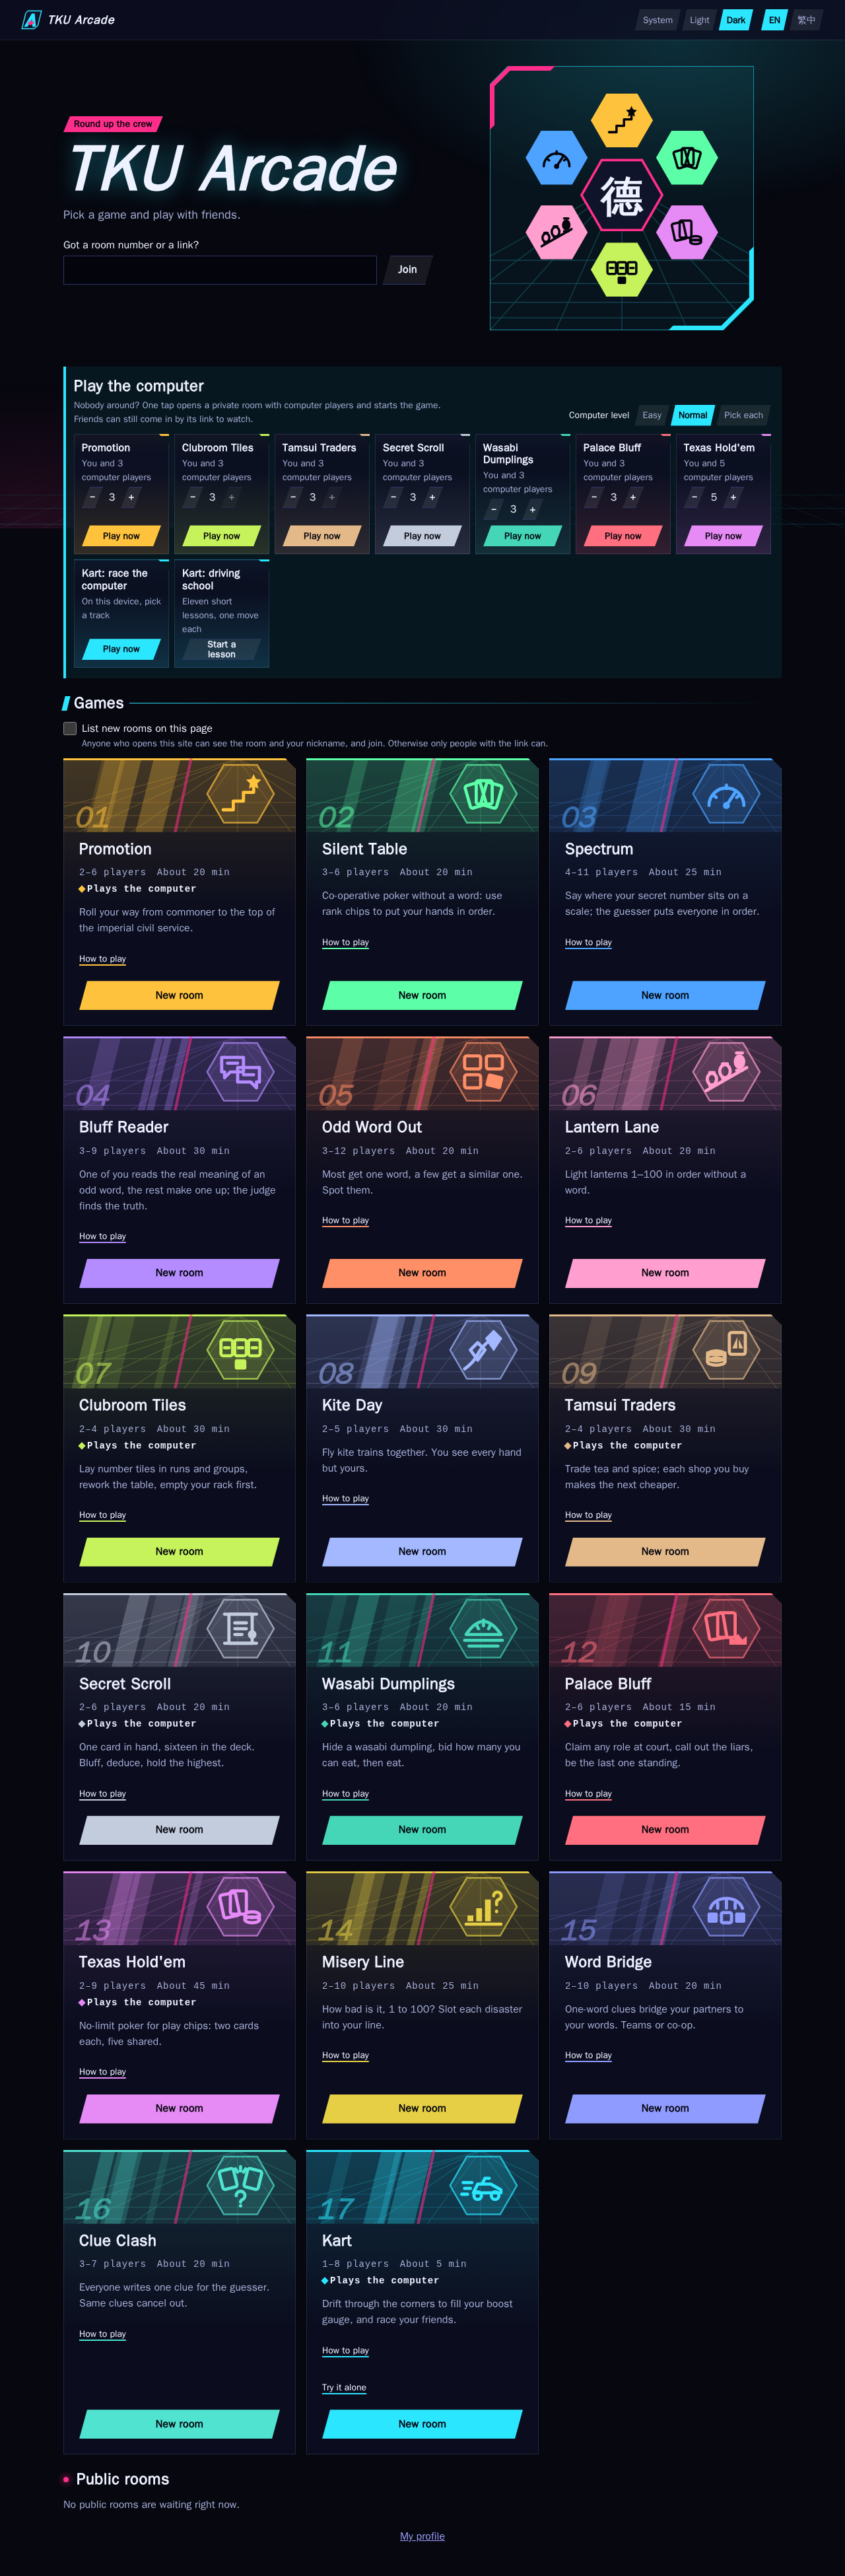 TKU Arcade
System Light Dark EN 繁中
Round up the crew
TKU Arcade
Pick a game and play with friends.
Got a room number or a link?
Join
德
Play the computer
Nobody around? One tap opens a private room with computer players and starts the game.
Friends can still come in by its link to watch.
Computer level Easy Normal Pick each
Promotion
You and 3
computer players
− 3 +
Play now
Clubroom Tiles
You and 3
computer players
− 3 +
Play now
Tamsui Traders
You and 3
computer players
− 3 +
Play now
Secret Scroll
You and 3
computer players
− 3 +
Play now
Wasabi
Dumplings
You and 3
computer players
− 3 +
Play now
Palace Bluff
You and 3
computer players
− 3 +
Play now
Texas Hold'em
You and 5
computer players
− 5 +
Play now
Kart: race the
computer
On this device, pick
a track
Play now
Kart: driving
school
Eleven short
lessons, one move
each
Start a
lesson
Games
List new rooms on this page
Anyone who opens this site can see the room and your nickname, and join. Otherwise only people with the link can.
01
Promotion
2–6 players About 20 min
Plays the computer
Roll your way from commoner to the top of
the imperial civil service.
How to play
New room
02
Silent Table
3–6 players About 20 min
Co-operative poker without a word: use
rank chips to put your hands in order.
How to play
New room
03
Spectrum
4–11 players About 25 min
Say where your secret number sits on a
scale; the guesser puts everyone in order.
How to play
New room
04
Bluff Reader
3–9 players About 30 min
One of you reads the real meaning of an
odd word, the rest make one up; the judge
finds the truth.
How to play
New room
05
Odd Word Out
3–12 players About 20 min
Most get one word, a few get a similar one.
Spot them.
How to play
New room
06
Lantern Lane
2–6 players About 20 min
Light lanterns 1–100 in order without a
word.
How to play
New room
07
Clubroom Tiles
2–4 players About 30 min
Plays the computer
Lay number tiles in runs and groups,
rework the table, empty your rack first.
How to play
New room
08
Kite Day
2–5 players About 30 min
Fly kite trains together. You see every hand
but yours.
How to play
New room
09
Tamsui Traders
2–4 players About 30 min
Plays the computer
Trade tea and spice; each shop you buy
makes the next cheaper.
How to play
New room
10
Secret Scroll
2–6 players About 20 min
Plays the computer
One card in hand, sixteen in the deck.
Bluff, deduce, hold the highest.
How to play
New room
11
Wasabi Dumplings
3–6 players About 20 min
Plays the computer
Hide a wasabi dumpling, bid how many you
can eat, then eat.
How to play
New room
12
Palace Bluff
2–6 players About 15 min
Plays the computer
Claim any role at court, call out the liars,
be the last one standing.
How to play
New room
13
Texas Hold'em
2–9 players About 45 min
Plays the computer
No-limit poker for play chips: two cards
each, five shared.
How to play
New room
14
Misery Line
2–10 players About 25 min
How bad is it, 1 to 100? Slot each disaster
into your line.
How to play
New room
15
Word Bridge
2–10 players About 20 min
One-word clues bridge your partners to
your words. Teams or co-op.
How to play
New room
16
Clue Clash
3–7 players About 20 min
Everyone writes one clue for the guesser.
Same clues cancel out.
How to play
New room
17
Kart
1–8 players About 5 min
Plays the computer
Drift through the corners to fill your boost
gauge, and race your friends.
How to play
Try it alone
New room
Public rooms
No public rooms are waiting right now.
My profile